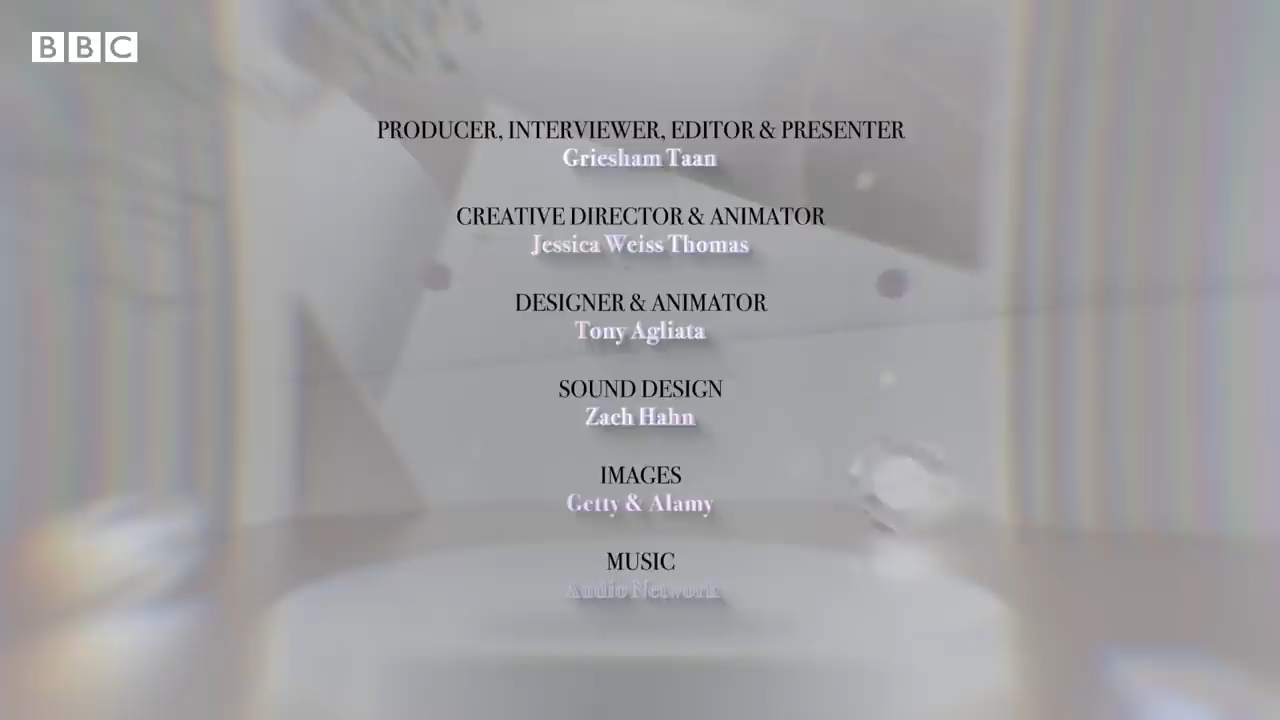 BBC
PRODUCER, INTERVIEWER, EDITOR & PRESENTER
Griesham Taan
CREATIVE DIRECTOR & ANIMATOR
Jessica Weiss Thomas
DESIGNER & ANIMATOR
Tony Agliata
SOUND DESIGN
Zach Hahn
IMAGES
Getty & Alamy
MUSIC
Audio Network